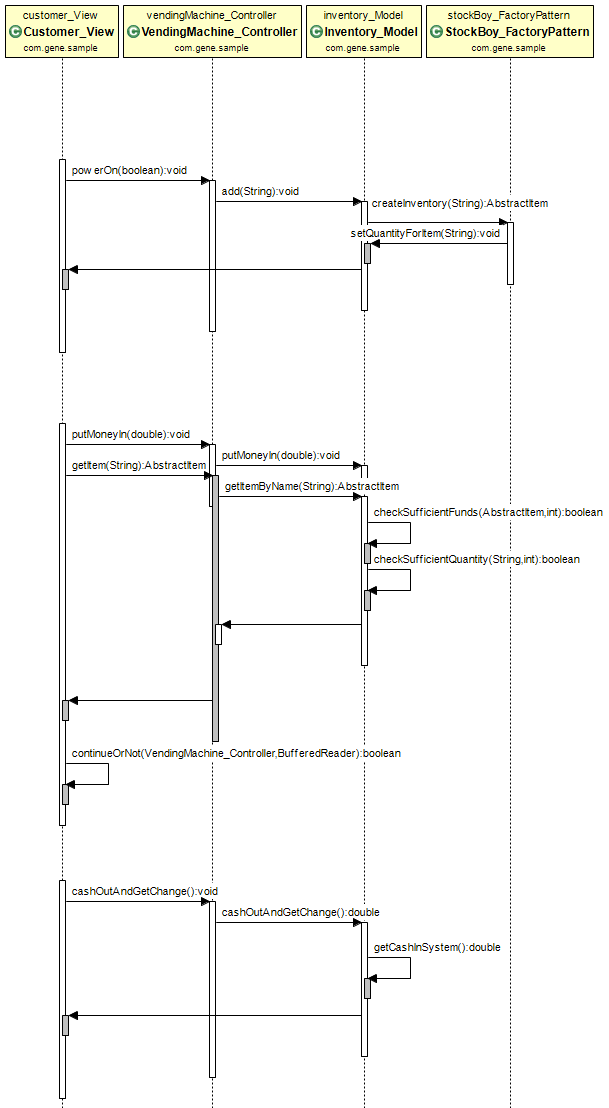 customer_View
C Customer_View
com.gene.sample
vendingMachine_Controller
C VendingMachine_Controller
com.gene.sample
inventory_Model
C Inventory_Model
com.gene.sample
stockBoy_FactoryPattern
C StockBoy_FactoryPattern
com.gene.sample
powerOn(boolean):void
add(String):void
createInventory(String):AbstractItem
setQuantityForItem(String):void
putMoneyIn(double):void
putMoneyIn(double):void
getItem(String):AbstractItem
getItemByName(String):AbstractItem
checkSufficientFunds(AbstractItem,int):boolean
checkSufficientQuantity(String,int):boolean
continueOrNot(VendingMachine_Controller,BufferedReader):boolean
cashOutAndGetChange():void
cashOutAndGetChange():double
getCashInSystem():double